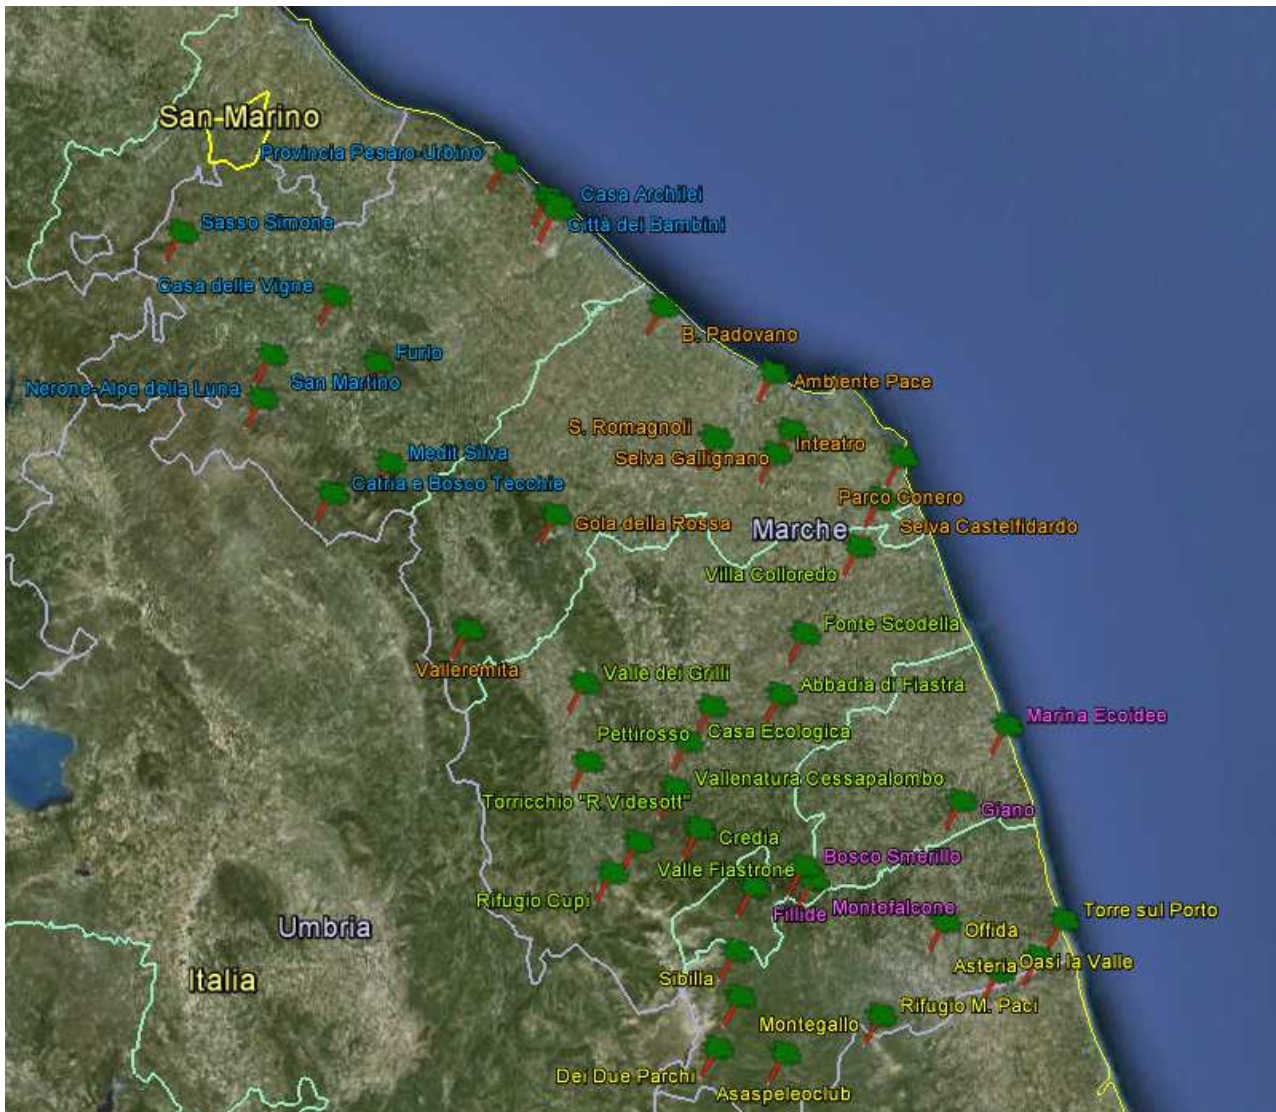 San Marino
Provincia Pesaro-Urbino
Casa Archilei
Città dei Bambini
Sasso Simone
Casa delle Vigne
B. Padovano
Furlo
San Martino
Nerone-Alpe della Luna
Ambiente Pace
S. Romagnoli
Inteatro
Selva Gallignano
Medit Silva
Catria e Bosco Tecchie
Parco Conero
Gola della Rossa
Marche
Selva Castelfidardo
Villa Colloredo
Fonte Scodella
Valleremita
Valle dei Grilli
Abbadia di Fiastra
Marina Ecoidee
Pettirosso
Casa Ecologica
Vallenatura Cessapalombo
Torricchio "R. Videsott"
Giano
Credia
Bosco Smerillo
Valle Fiastrone
Rifugio Cupi
Fillide
Montefalcone
Torre sul Porto
Umbria
Offida
Asteria
Oasi la Valle
Italia
Sibilla
Rifugio M. Paci
Montegallo
Dei Due Parchi
Asaspeleoclub